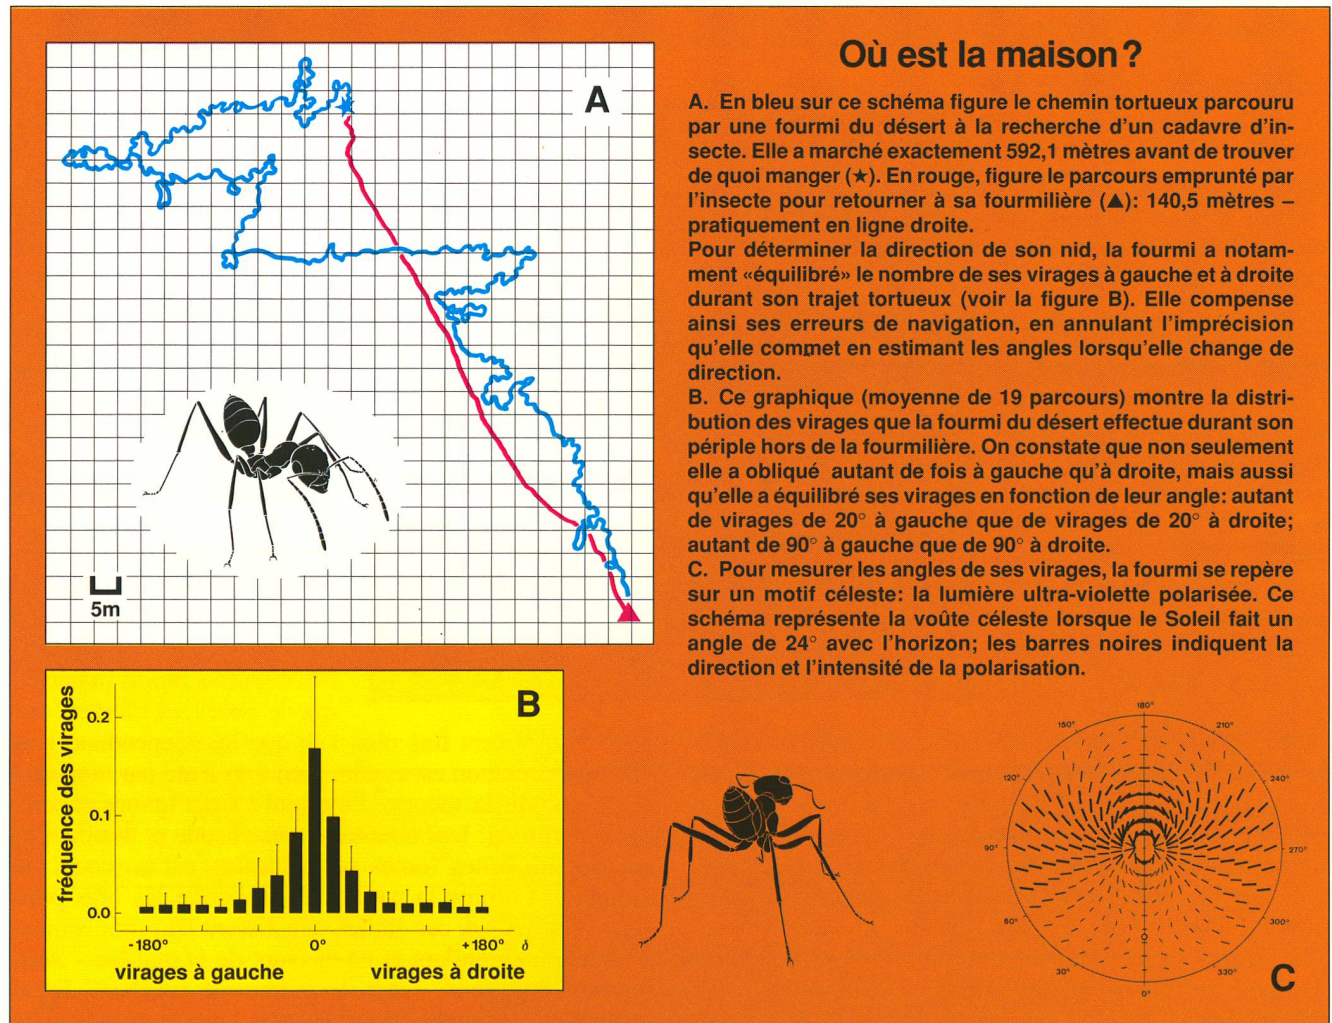 Où est la maison?
A
5m
A. En bleu sur ce schéma figure le chemin tortueux parcouru
par une fourmi du désert à la recherche d'un cadavre d'in-
secte. Elle a marché exactement 592,1 mètres avant de trouver
de quoi manger (★). En rouge, figure le parcours emprunté par
l'insecte pour retourner à sa fourmilière (▲): 140,5 mètres –
pratiquement en ligne droite.
Pour déterminer la direction de son nid, la fourmi a notam-
ment «équilibré» le nombre de ses virages à gauche et à droite
durant son trajet tortueux (voir la figure B). Elle compense
ainsi ses erreurs de navigation, en annulant l'imprécision
qu'elle commet en estimant les angles lorsqu'elle change de
direction.
B. Ce graphique (moyenne de 19 parcours) montre la distri-
bution des virages que la fourmi du désert effectue durant son
périple hors de la fourmilière. On constate que non seulement
elle a obliqué autant de fois à gauche qu'à droite, mais aussi
qu'elle a équilibré ses virages en fonction de leur angle: autant
de virages de 20° à gauche que de virages de 20° à droite;
autant de 90° à gauche que de 90° à droite.
C. Pour mesurer les angles de ses virages, la fourmi se repère
sur un motif céleste: la lumière ultra-violette polarisée. Ce
schéma représente la voûte céleste lorsque le Soleil fait un
angle de 24° avec l'horizon; les barres noires indiquent la
direction et l'intensité de la polarisation.
B
fréquence des virages
0.2
0.1
0.0
-180° 0° +180° δ
virages à gauche virages à droite
180°
150° 210°
120° 240°
90° 270°
60° 300°
30° 330°
0°
C